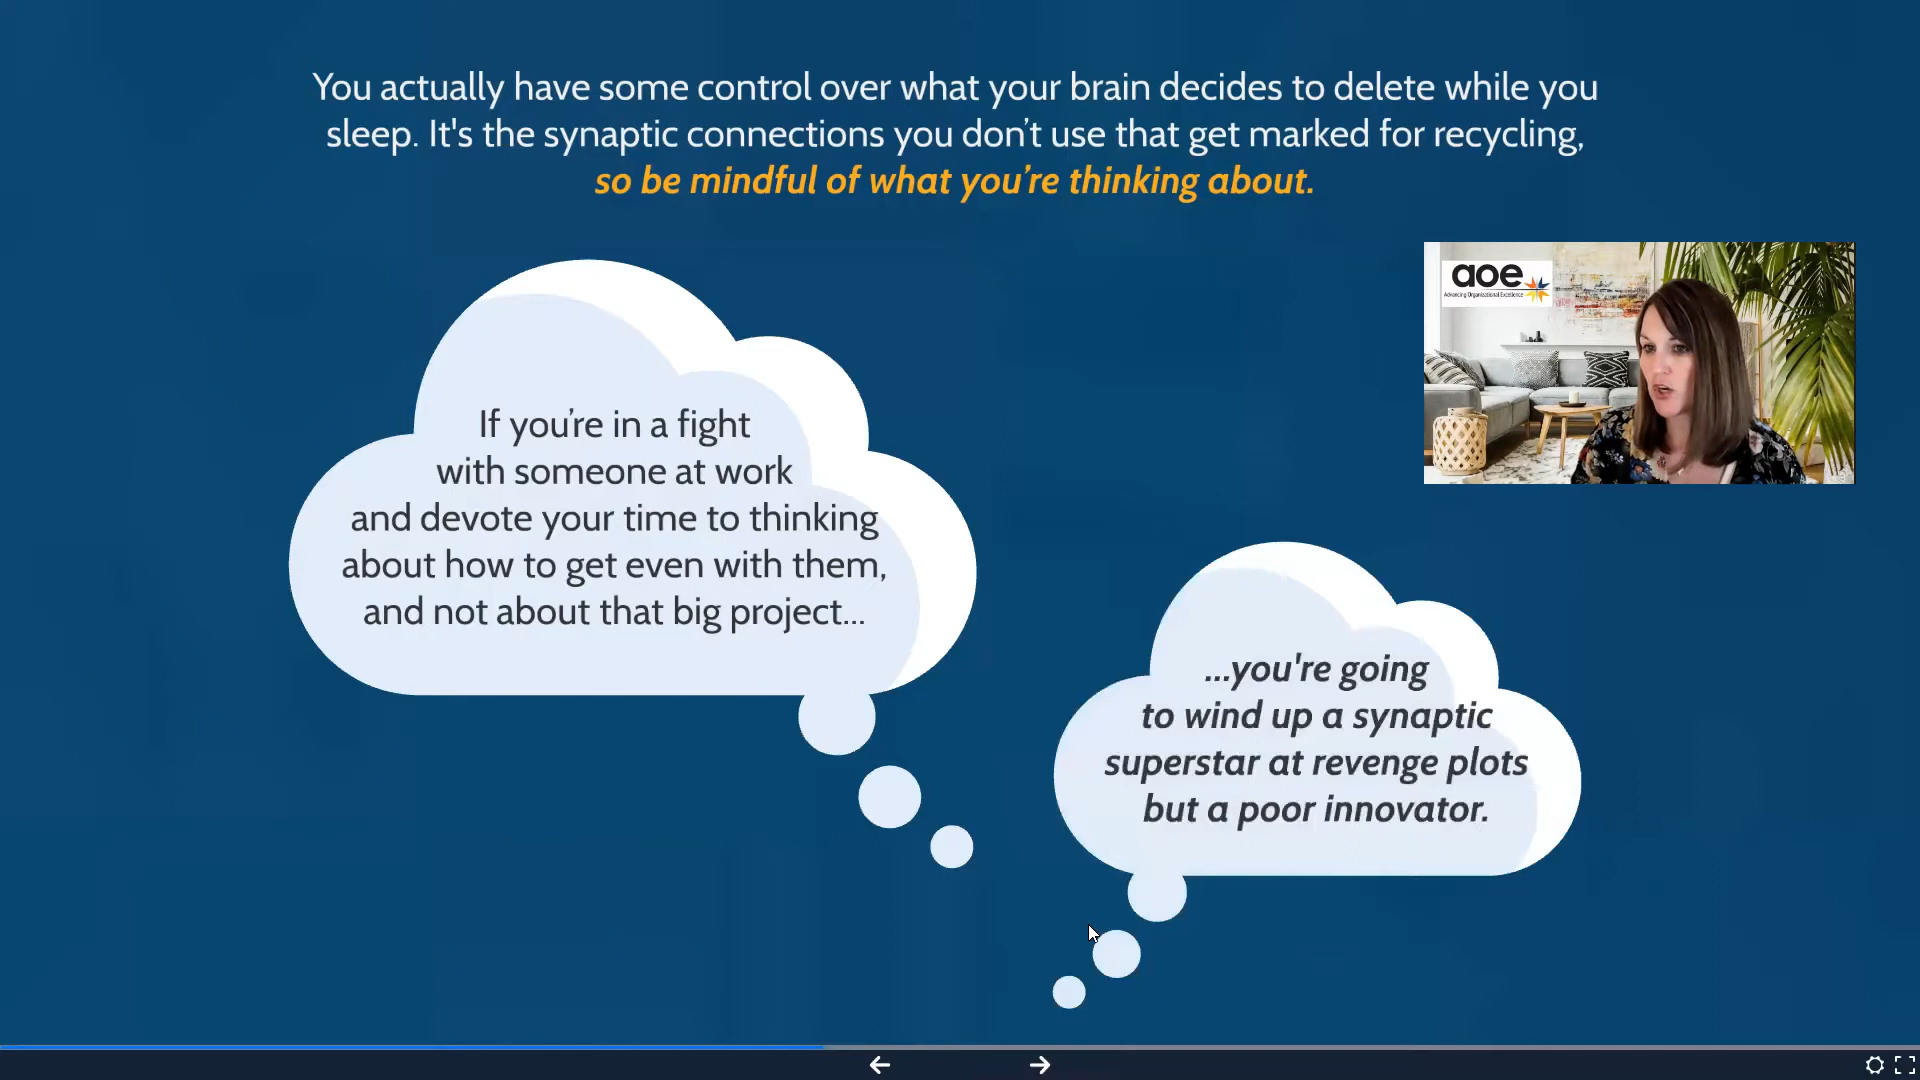 You actually have some control over what your brain decides to delete while you
sleep. It's the synaptic connections you don’t use that get marked for recycling,
so be mindful of what you’re thinking about.
aoe
Advancing Organizational Excellence
If you’re in a fight
with someone at work
and devote your time to thinking
about how to get even with them,
and not about that big project...
...you're going
to wind up a synaptic
superstar at revenge plots
but a poor innovator.